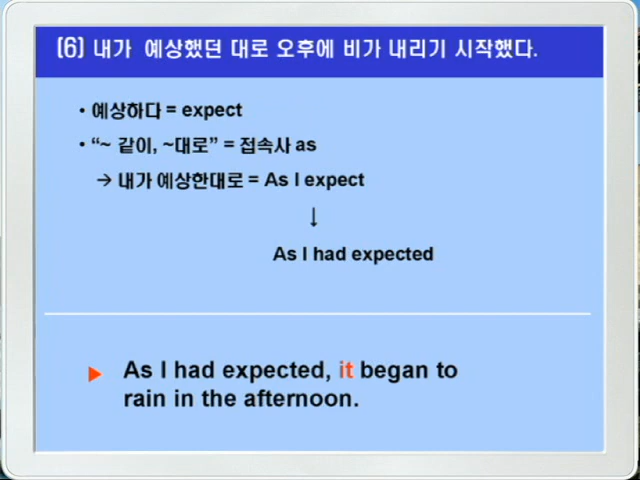 (6) 내가 예상했던 대로 오후에 비가 내리기 시작했다.
• 예상하다 = expect
• “~ 같이, ~대로” = 접속사 as
→ 내가 예상한대로 = As I expect
↓
As I had expected
► As I had expected, it began to
rain in the afternoon.